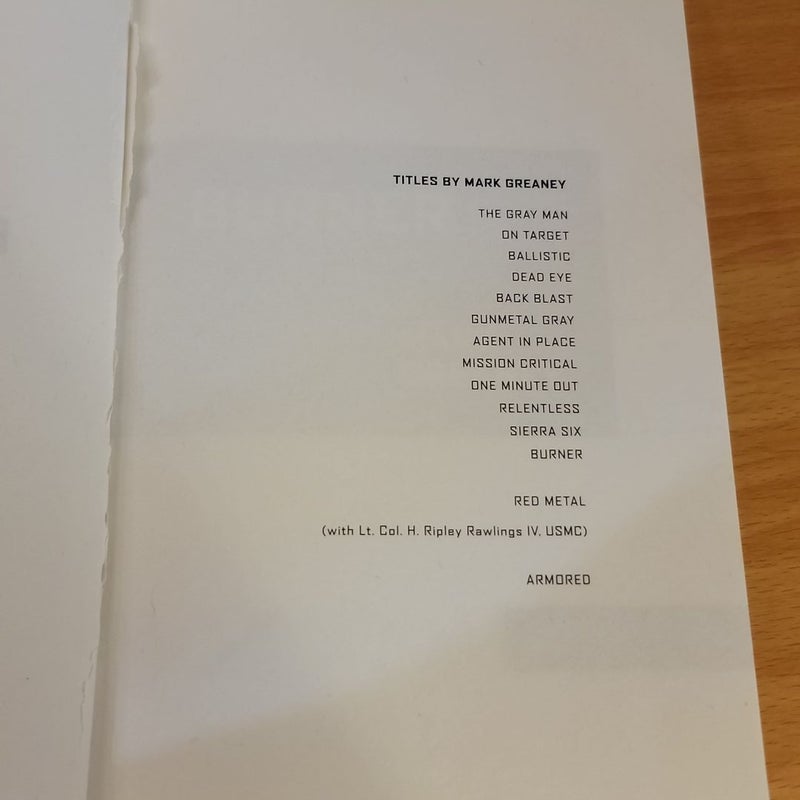 TITLES BY MARK GREANEY
THE GRAY MAN
ON TARGET
BALLISTIC
DEAD EYE
BACK BLAST
GUNMETAL GRAY
AGENT IN PLACE
MISSION CRITICAL
ONE MINUTE OUT
RELENTLESS
SIERRA SIX
BURNER
RED METAL
(with Lt. Col. H. Ripley Rawlings IV, USMC)
ARMORED